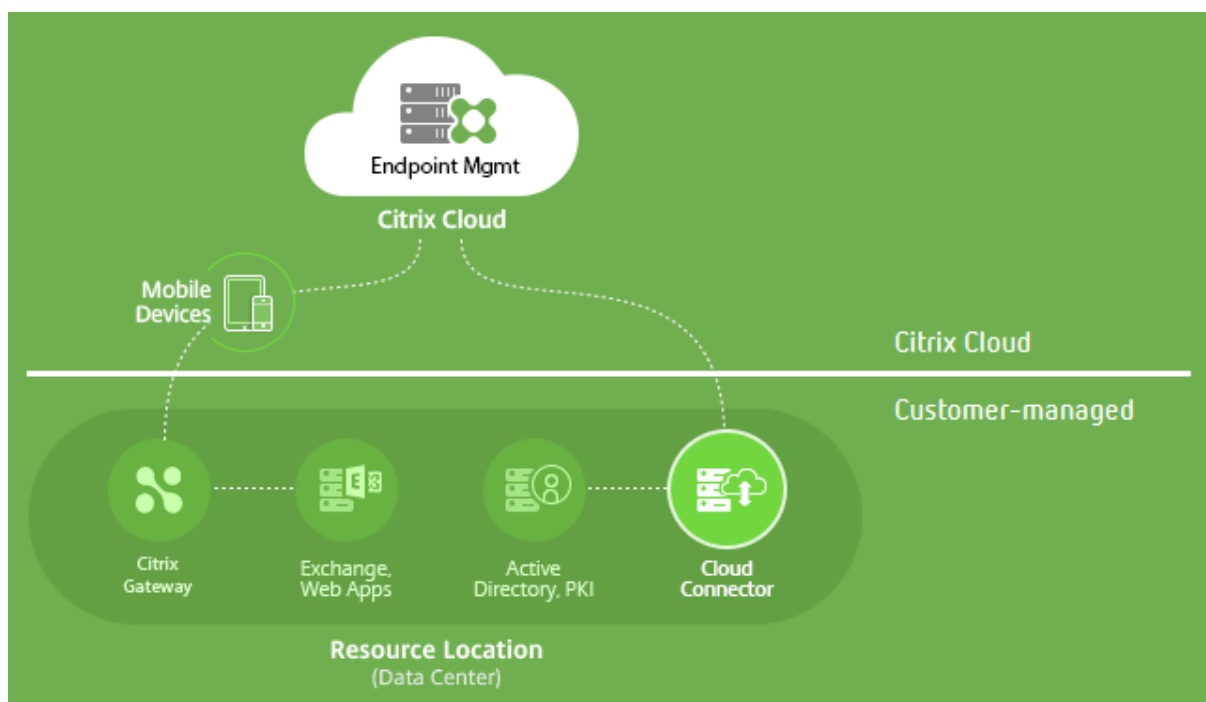 Endpoint Mgmt
Citrix Cloud
Mobile
Devices
Citrix Cloud
Customer-managed
Citrix
Gateway
Exchange,
Web Apps
Active
Directory, PKI
Cloud
Connector
Resource Location
(Data Center)